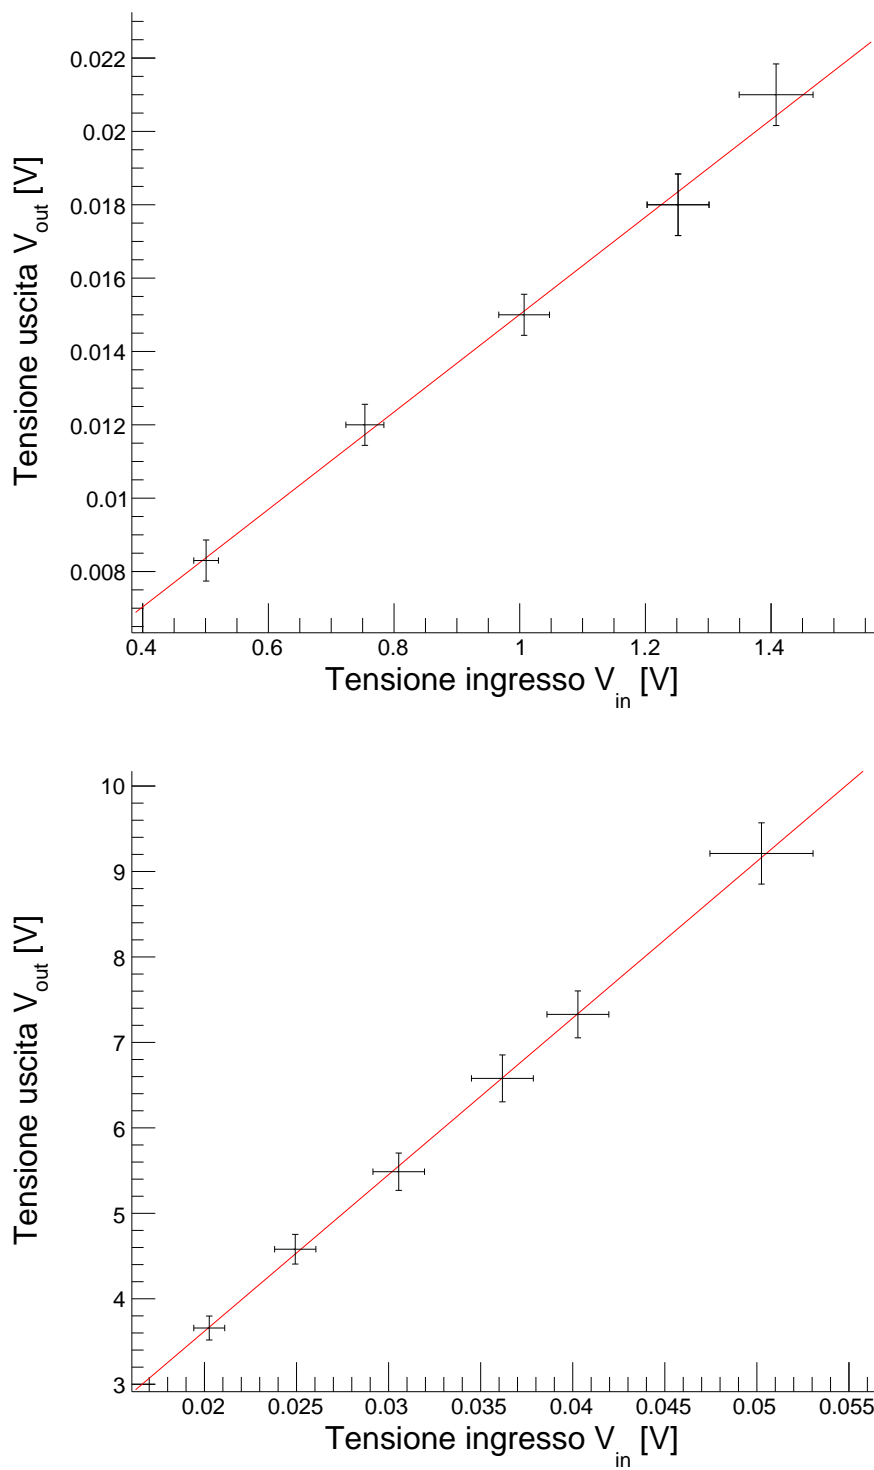 0.022
0.02
0.018
0.016
0.014
0.012
0.01
0.008
Tensione uscita V_out [V]
0.4 0.6 0.8 1 1.2 1.4
Tensione ingresso V_in [V]
10
9
8
7
6
5
4
3
Tensione uscita V_out [V]
0.02 0.025 0.03 0.035 0.04 0.045 0.05 0.055
Tensione ingresso V_in [V]